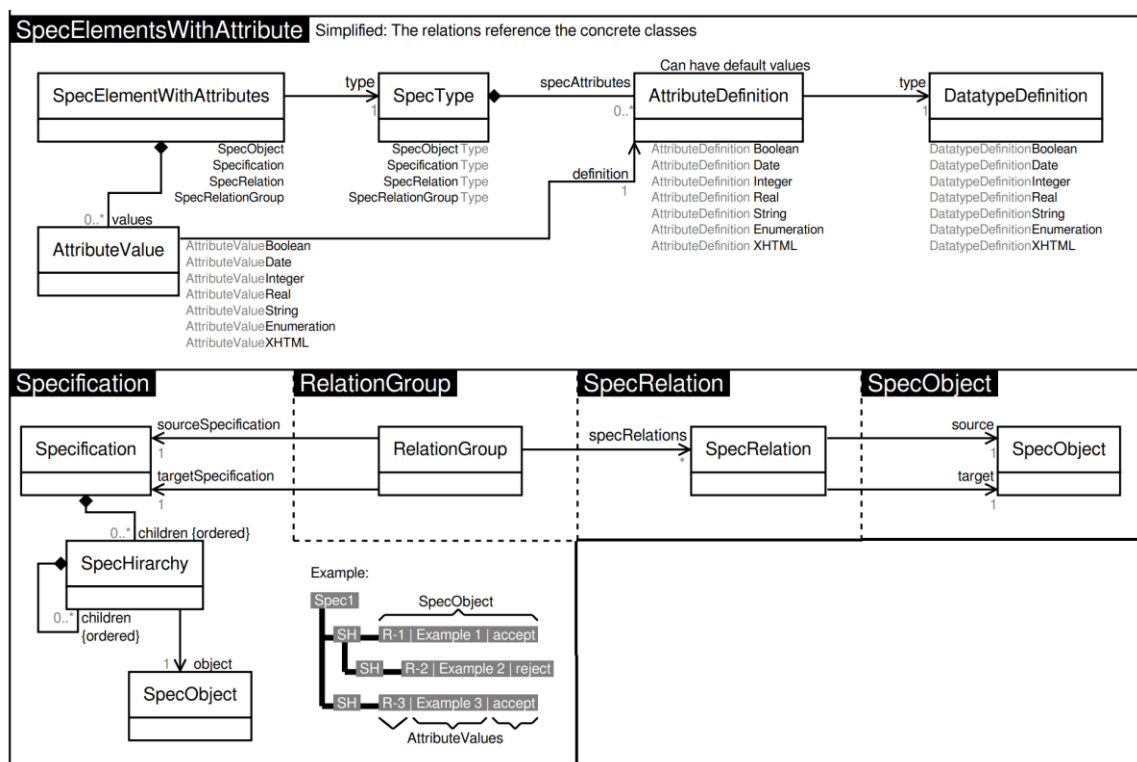 SpecElementsWithAttribute Simplified: The relations reference the concrete classes
Can have default values
SpecElementWithAttributes type 1 SpecType specAttributes 0..* AttributeDefinition type 1 DatatypeDefinition
SpecObject
Specification
SpecRelation
SpecRelationGroup
SpecObject Type
Specification Type
SpecRelation Type
SpecRelationGroup Type
definition
1
AttributeDefinition Boolean
AttributeDefinition Date
AttributeDefinition Integer
AttributeDefinition Real
AttributeDefinition String
AttributeDefinition Enumeration
AttributeDefinition XHTML
DatatypeDefinitionBoolean
DatatypeDefinitionDate
DatatypeDefinitionInteger
DatatypeDefinitionReal
DatatypeDefinitionString
DatatypeDefinitionEnumeration
DatatypeDefinitionXHTML
0..* values
AttributeValue
AttributeValueBoolean
AttributeValueDate
AttributeValueInteger
AttributeValueReal
AttributeValueString
AttributeValueEnumeration
AttributeValueXHTML
Specification RelationGroup SpecRelation SpecObject
Specification
sourceSpecification
1
targetSpecification
1
RelationGroup
specRelations
*
SpecRelation
source
1
target
1
SpecObject
0..* children {ordered}
SpecHirarchy
0..* children
{ordered}
1 object
SpecObject
Example:
Spec1
SpecObject
SH R-1 | Example 1 | accept
SH R-2 | Example 2 | reject
SH R-3 | Example 3 | accept
AttributeValues